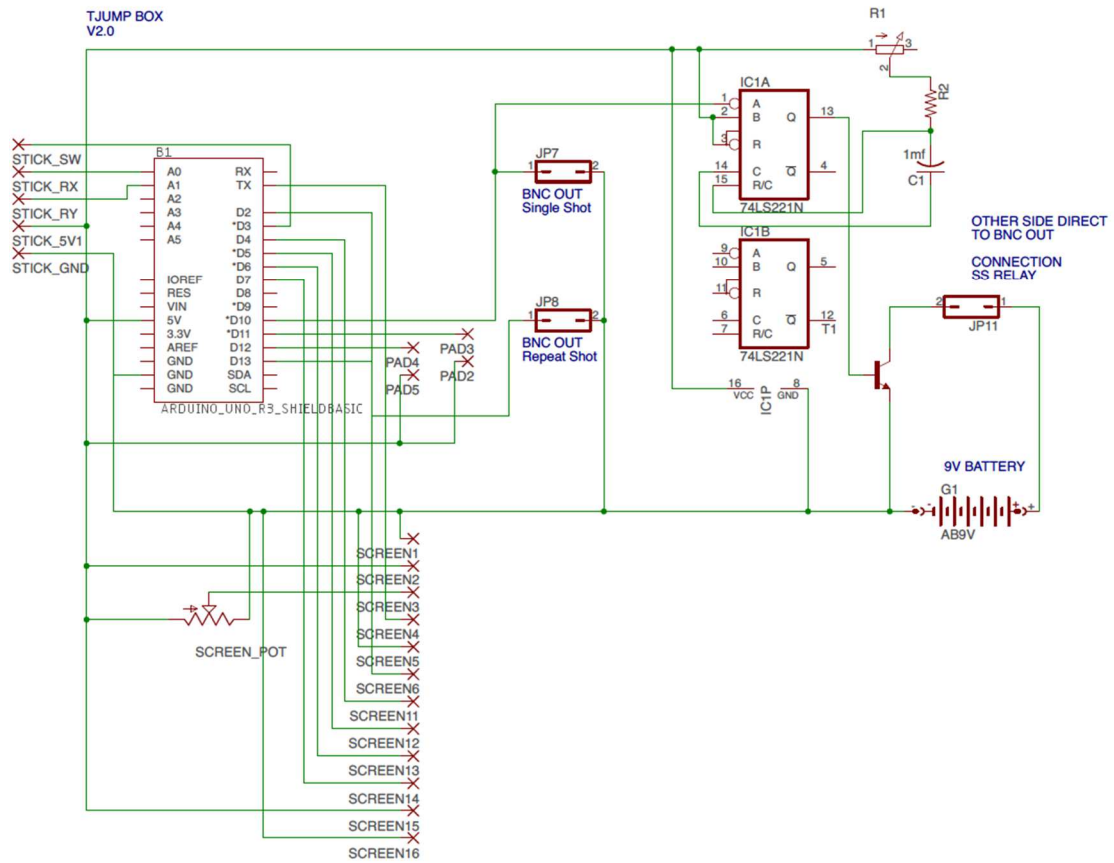 TJUMP BOX
V2.0
R1
1
3
2
R2
1mf
C1
IC1A
1
A
2
B
Q
13
3
R
14
C
Q
4
15
R/C
74LS221N
IC1B
9
A
10
B
Q
5
11
R
6
C
Q
12
7
R/C
T1
74LS221N
16
8
VCC
GND
IC1P
STICK_SW
STICK_RX
STICK_RY
STICK_5V1
STICK_GND
B1
A0
RX
A1
TX
A2
A3
D2
A4
*D3
A5
D4
*D5
*D6
IOREF
D7
RES
D8
VIN
*D9
5V
*D10
3.3V
*D11
AREF
D12
GND
D13
GND
SDA
GND
SCL
ARDUINO_UNO_R3_SHIELDBASIC
PAD3
PAD4
PAD2
PAD5
JP7
1
2
BNC OUT
Single Shot
JP8
1
2
BNC OUT
Repeat Shot
OTHER SIDE DIRECT
TO BNC OUT
CONNECTION
SS RELAY
2
1
JP11
9V BATTERY
G1
-
-
+
+
AB9V
SCREEN1
SCREEN2
SCREEN3
SCREEN4
SCREEN5
SCREEN6
SCREEN11
SCREEN12
SCREEN13
SCREEN14
SCREEN15
SCREEN16
SCREEN_POT